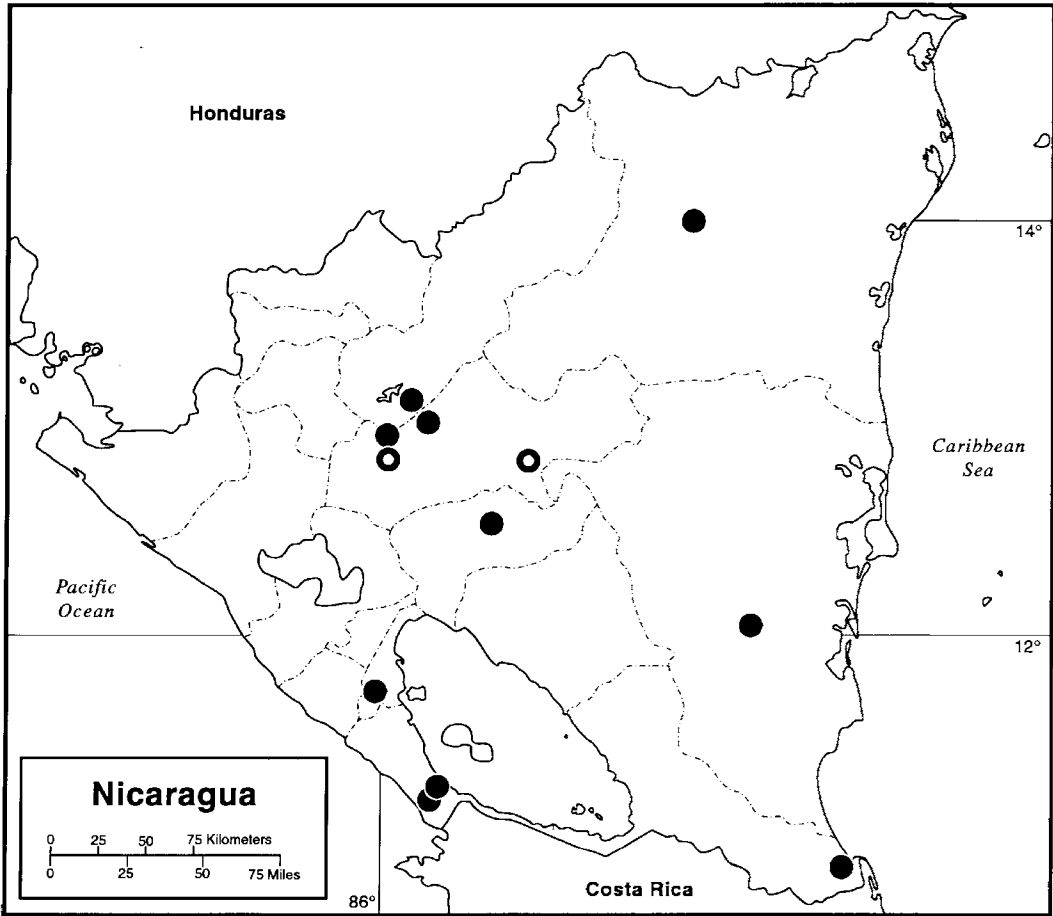 Honduras
14°
Caribbean
Sea
Pacific
Ocean
12°
Nicaragua
0 25 50 75 Kilometers
0 25 50 75 Miles
86°
Costa Rica